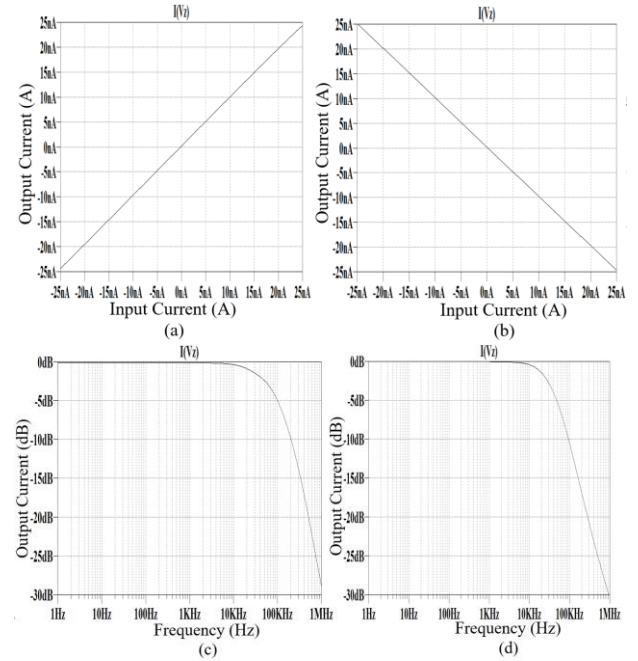 I(Vz)
25nA
20nA
15nA
10nA
5nA
0nA
-5nA
-10nA
-15nA
-20nA
-25nA
Output Current (A)
-25nA -20nA -15nA -10nA -5nA 0nA 5nA 10nA 15nA 20nA 25nA
Input Current (A)
(a)
I(Vz)
25nA
20nA
15nA
10nA
5nA
0nA
-5nA
-10nA
-15nA
-20nA
-25nA
Output Current (A)
-25nA -20nA -15nA -10nA -5nA 0nA 5nA 10nA 15nA 20nA 25nA
Input Current (A)
(b)
I(Vz)
0dB
-5dB
-10dB
-15dB
-20dB
-25dB
-30dB
Output Current (dB)
1Hz 10Hz 100Hz 1KHz 10KHz 100KHz 1MHz
Frequency (Hz)
(c)
I(Vz)
0dB
-5dB
-10dB
-15dB
-20dB
-25dB
-30dB
Output Current (dB)
1Hz 10Hz 100Hz 1KHz 10KHz 100KHz 1MHz
Frequency (Hz)
(d)